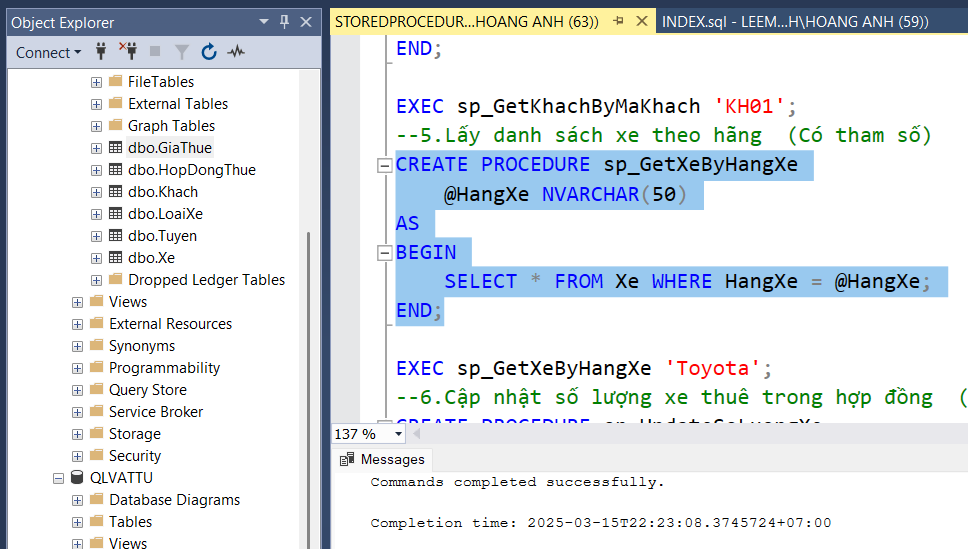 Object Explorer
Connect
FileTables
External Tables
Graph Tables
dbo.GiaThue
dbo.HopDongThue
dbo.Khach
dbo.LoaiXe
dbo.Tuyen
dbo.Xe
Dropped Ledger Tables
Views
External Resources
Synonyms
Programmability
Query Store
Service Broker
Storage
Security
QLVATTU
Database Diagrams
Tables
Views
STOREDPROCEDUR...HOANG ANH (63))
INDEX.sql - LEEM...H\HOANG ANH (59))
END;
EXEC sp_GetKhachByMaKhach 'KH01';
--5.Lấy danh sách xe theo hãng (Có tham số)
CREATE PROCEDURE sp_GetXeByHangXe
@HangXe NVARCHAR(50)
AS
BEGIN
SELECT * FROM Xe WHERE HangXe = @HangXe;
END;
EXEC sp_GetXeByHangXe 'Toyota';
--6.Cập nhật số lượng xe thuê trong hợp đồng (
CREATE PROCEDURE sp_UpdateSoLuongXe
137 %
Messages
Commands completed successfully.
Completion time: 2025-03-15T22:23:08.3745724+07:00